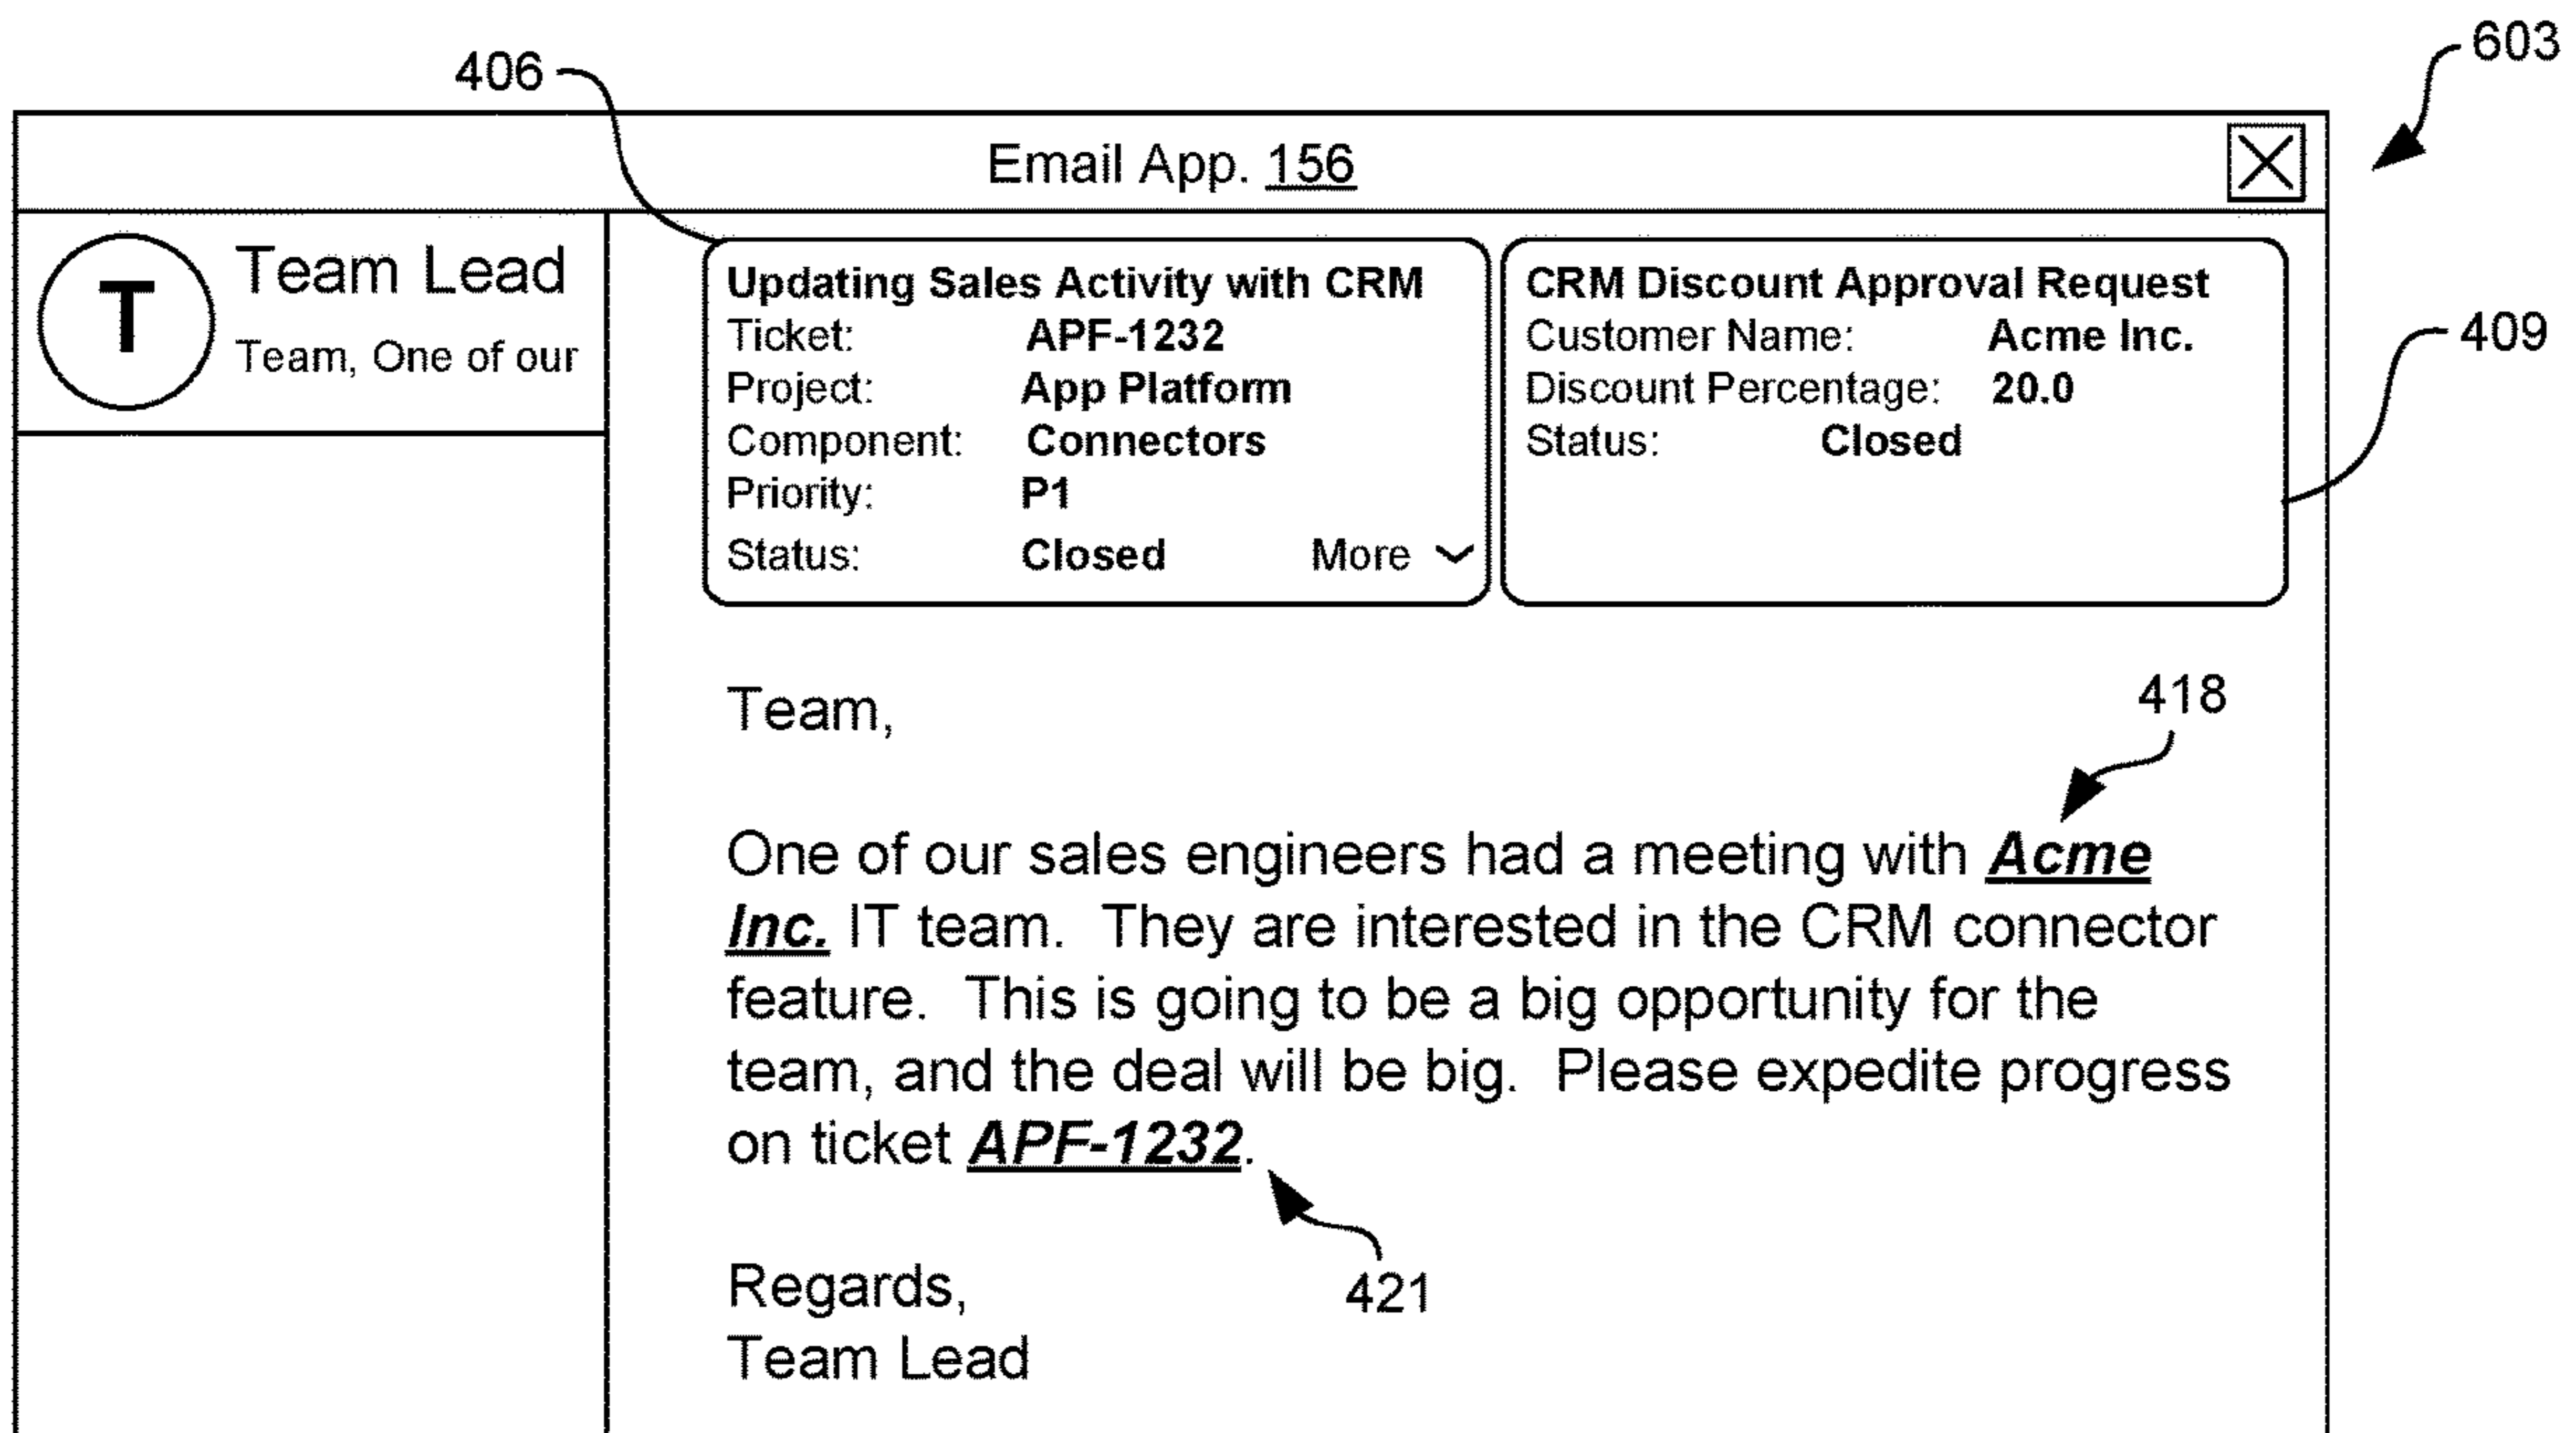 603
406
Email App. 156
T
Team Lead
Team, One of our
Updating Sales Activity with CRM
Ticket: APF-1232
Project: App Platform
Component: Connectors
Priority: P1
Status: Closed More
CRM Discount Approval Request
Customer Name: Acme Inc.
Discount Percentage: 20.0
Status: Closed
409
Team,
418
One of our sales engineers had a meeting with Acme
Inc. IT team. They are interested in the CRM connector
feature. This is going to be a big opportunity for the
team, and the deal will be big. Please expedite progress
on ticket APF-1232.
421
Regards,
Team Lead